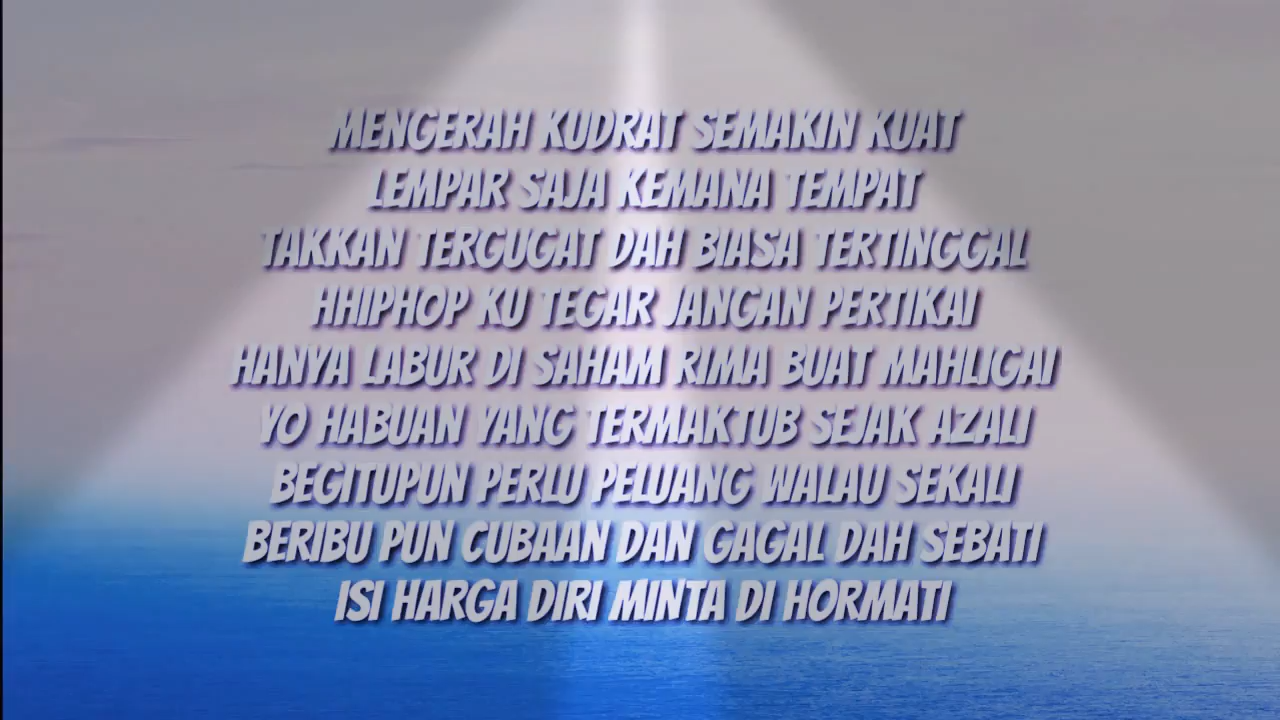 MENGERAH KUDRAT SEMAKIN KUAT
LEMPAR SAJA KEMANA TEMPAT
TAKKAN TERGUGAT DAH BIASA TERTINGGAL
HHIPHOP KU TEGAR JANGAN PERTIKAI
HANYA LABUR DI SAHAM RIMA BUAT MAHLIGAI
YO HABUAN YANG TERMAKTUB SEJAK AZALI
BEGITUPUN PERLU PELUANG WALAU SEKALI
BERIBU PUN CUBAAN DAN GAGAL DAH SEBATI
ISI HARGA DIRI MINTA DI HORMATI